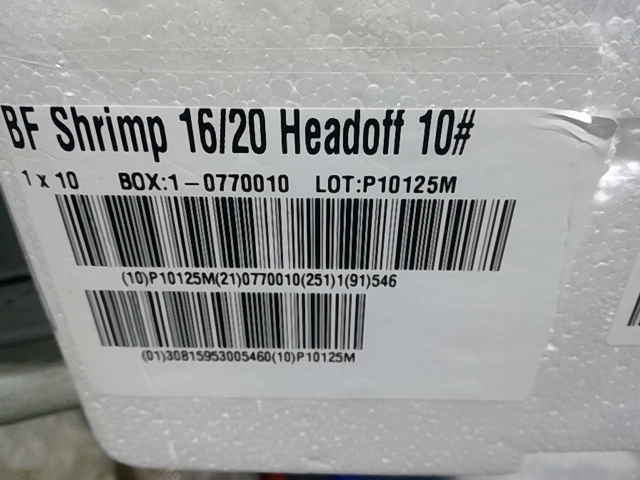 BF Shrimp 16/20 Headoff 10#
1 x 10 BOX:1-0770010 LOT:P10125M
(10)P10125M(21)0770010(251)1(91)546
(01)30815953005460(10)P10125M